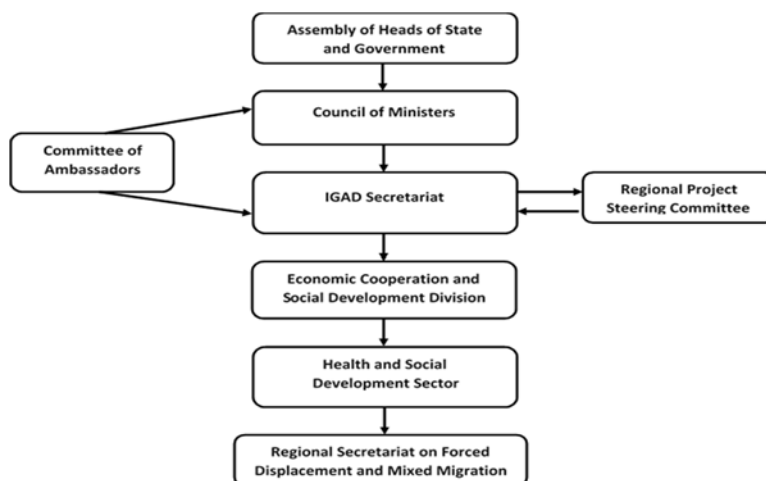 Assembly of Heads of State
and Government
Council of Ministers
Committee of
Ambassadors
IGAD Secretariat
Regional Project
Steering Committee
Economic Cooperation and
Social Development Division
Health and Social
Development Sector
Regional Secretariat on Forced
Displacement and Mixed Migration